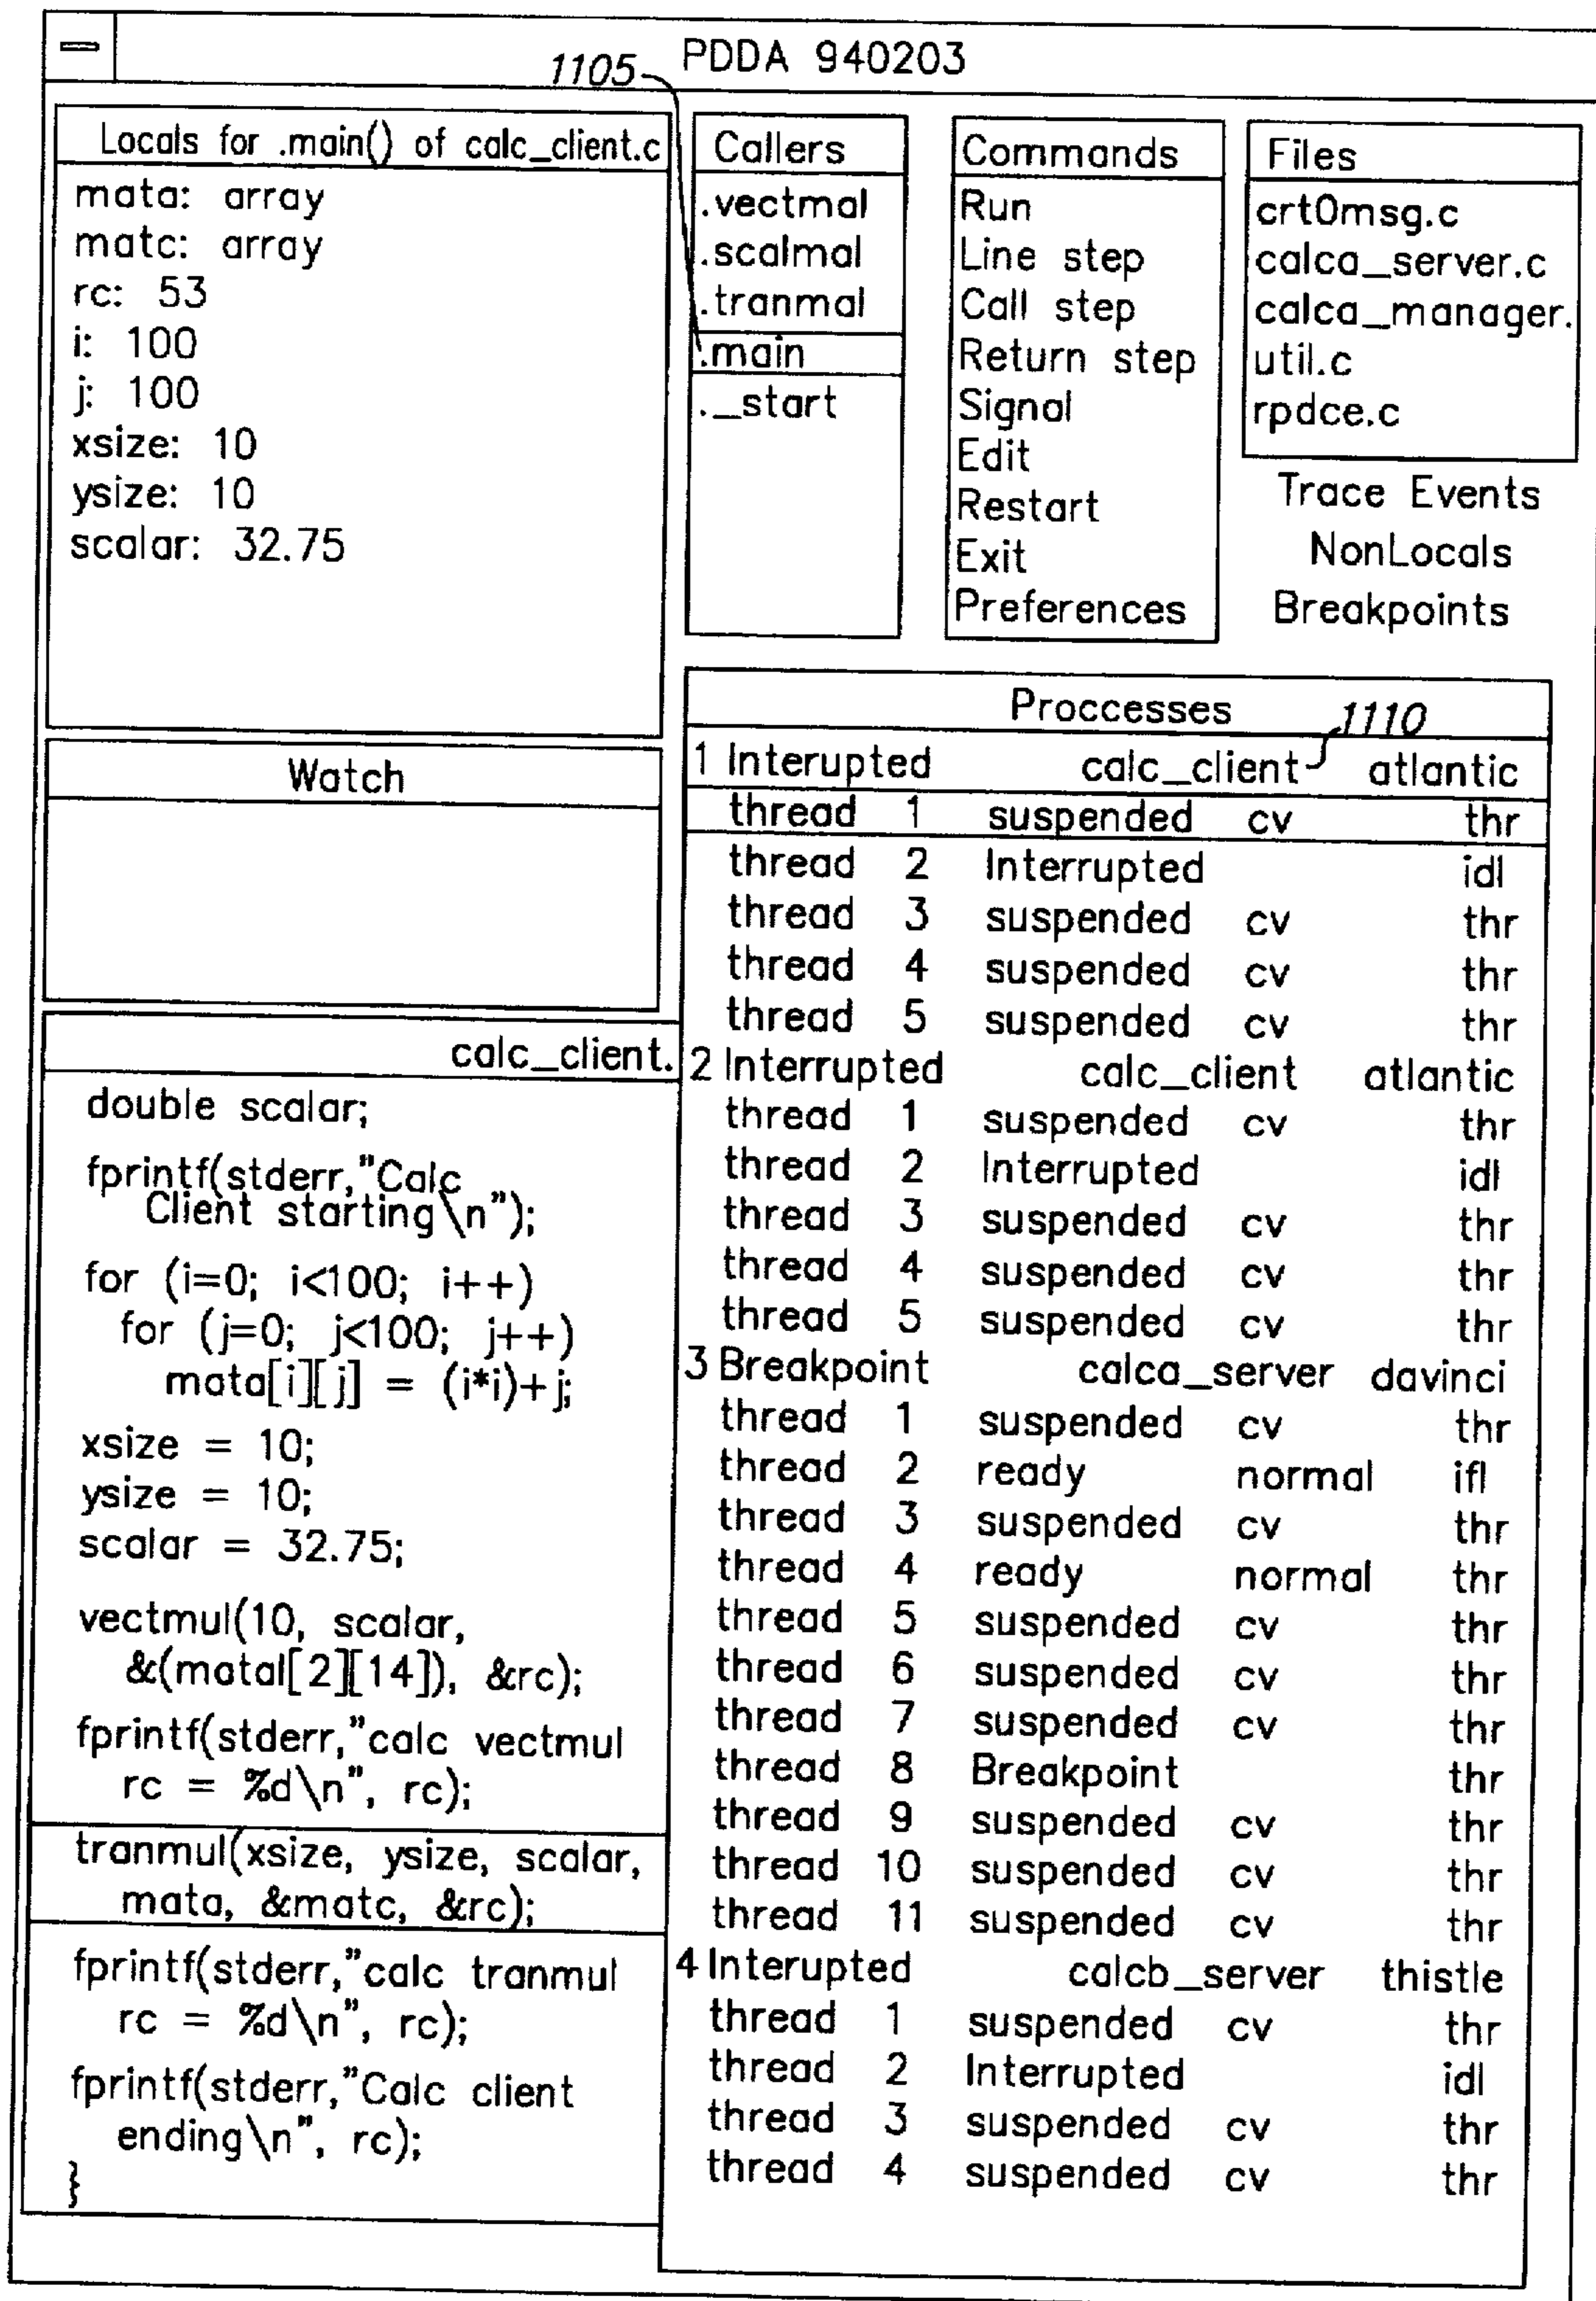 PDDA 940203
1105
Locals for .main() of calc_client.c
mata: array
matc: array
rc: 53
i: 100
j: 100
xsize: 10
ysize: 10
scalar: 32.75
Callers
.vectmal
.scalmal
.tranmal
.main
._start
Commands
Run
Line step
Call step
Return step
Signal
Edit
Restart
Exit
Preferences
Files
crt0msg.c
calca_server.c
calca_manager.
util.c
rpdce.c
Trace Events
NonLocals
Breakpoints
Watch
calc_client.
double scalar;
fprintf(stderr,"Calc
Client starting\n");
for (i=0; i<100; i++)
for (j=0; j<100; j++)
mata[i][j] = (i*i)+j;
xsize = 10;
ysize = 10;
scalar = 32.75;
vectmul(10, scalar,
&(matal[2][14]), &rc);
fprintf(stderr,"calc vectmul
rc = %d\n", rc);
tranmul(xsize, ysize, scalar,
mata, &matc, &rc);
fprintf(stderr,"calc tranmul
rc = %d\n", rc);
fprintf(stderr,"Calc client
ending\n", rc);
}
Proccesses
1110
1 Interupted calc_client atlantic
thread 1 suspended cv thr
thread 2 Interrupted idl
thread 3 suspended cv thr
thread 4 suspended cv thr
thread 5 suspended cv thr
2 Interrupted calc_client atlantic
thread 1 suspended cv thr
thread 2 Interrupted idl
thread 3 suspended cv thr
thread 4 suspended cv thr
thread 5 suspended cv thr
3 Breakpoint calca_server davinci
thread 1 suspended cv thr
thread 2 ready normal ifl
thread 3 suspended cv thr
thread 4 ready normal thr
thread 5 suspended cv thr
thread 6 suspended cv thr
thread 7 suspended cv thr
thread 8 Breakpoint thr
thread 9 suspended cv thr
thread 10 suspended cv thr
thread 11 suspended cv thr
4 Interupted calcb_server thistle
thread 1 suspended cv thr
thread 2 Interrupted idl
thread 3 suspended cv thr
thread 4 suspended cv thr